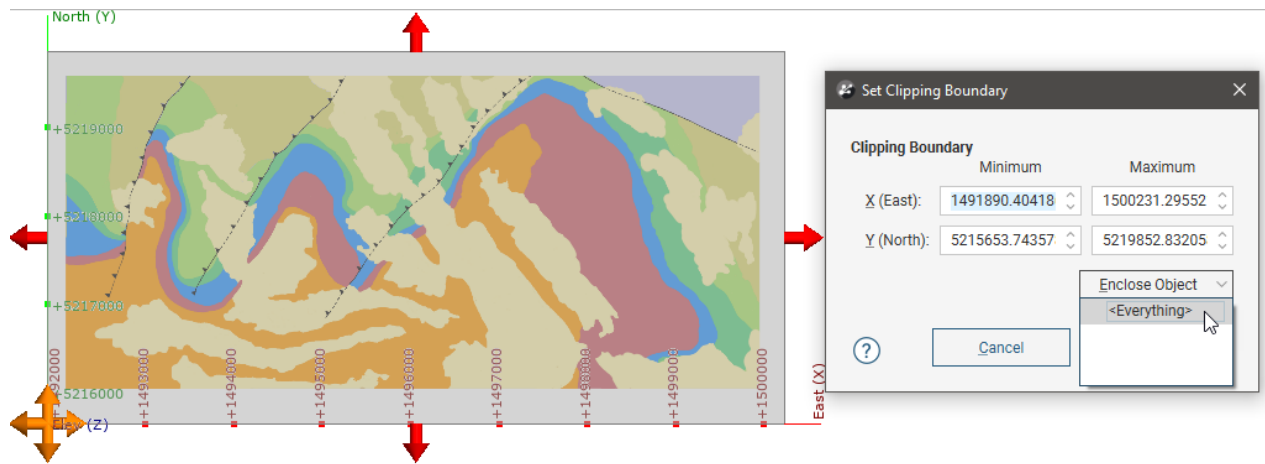 North (Y)
+5219000
+5218000
+5217000
+5216000
Elev (Z)
92000
+1493000
+1494000
+1495000
+1496000
+1497000
+1498000
+1499000
+1500000
East (X)
Set Clipping Boundary
Clipping Boundary
Minimum Maximum
X (East): 1491890.40418 1500231.29552
Y (North): 5215653.74357 5219852.83205
Enclose Object
<Everything>
? Cancel